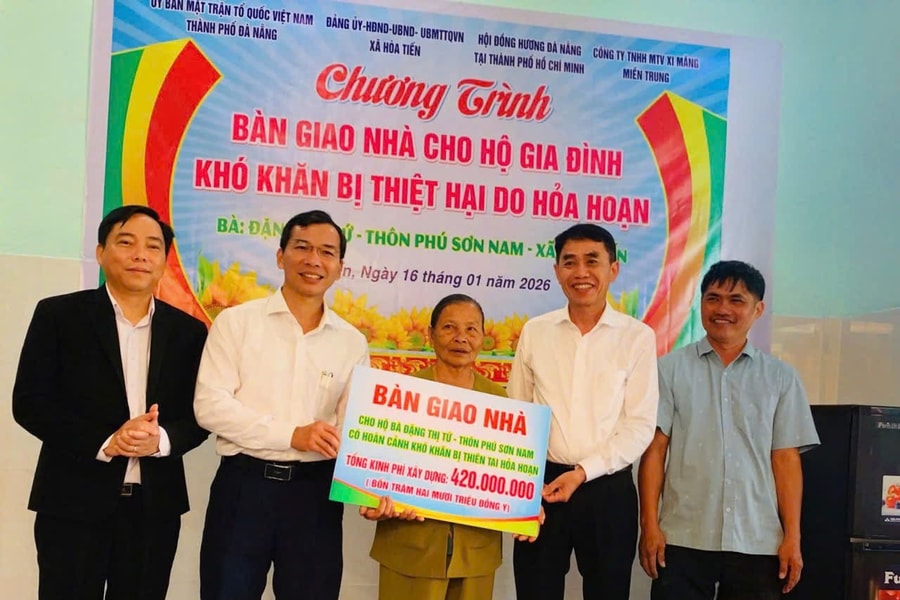 ỦY BAN MẶT TRẬN TỔ QUỐC VIỆT NAM
THÀNH PHỐ ĐÀ NẴNG
ĐẢNG ỦY-HĐND-UBND- UBMTTQVN
XÃ HÒA TIẾN
HỘI ĐỒNG HƯƠNG ĐÀ NẴNG
TẠI THÀNH PHỐ HỒ CHÍ MINH
CÔNG TY TNHH MTV XI MĂNG
MIỀN TRUNG
Chương Trình
BÀN GIAO NHÀ CHO HỘ GIA ĐÌNH
KHÓ KHĂN BỊ THIỆT HẠI DO HỎA HOẠN
BÀ: ĐẶN Ứ - THÔN PHÚ SƠN NAM - XÃ ẾN
n, Ngày 16 tháng 01 năm 2026
BÀN GIAO NHÀ
CHO HỘ BÀ ĐẶNG THỊ TỨ - THÔN PHÚ SƠN NAM
CÓ HOÀN CẢNH KHÓ KHĂN BỊ THIÊN TAI HỎA HOẠN
TỔNG KINH PHÍ XÂY DỰNG: 420.000.000
( BỐN TRĂM HAI MƯƠI TRIỆU ĐỒNG Y)